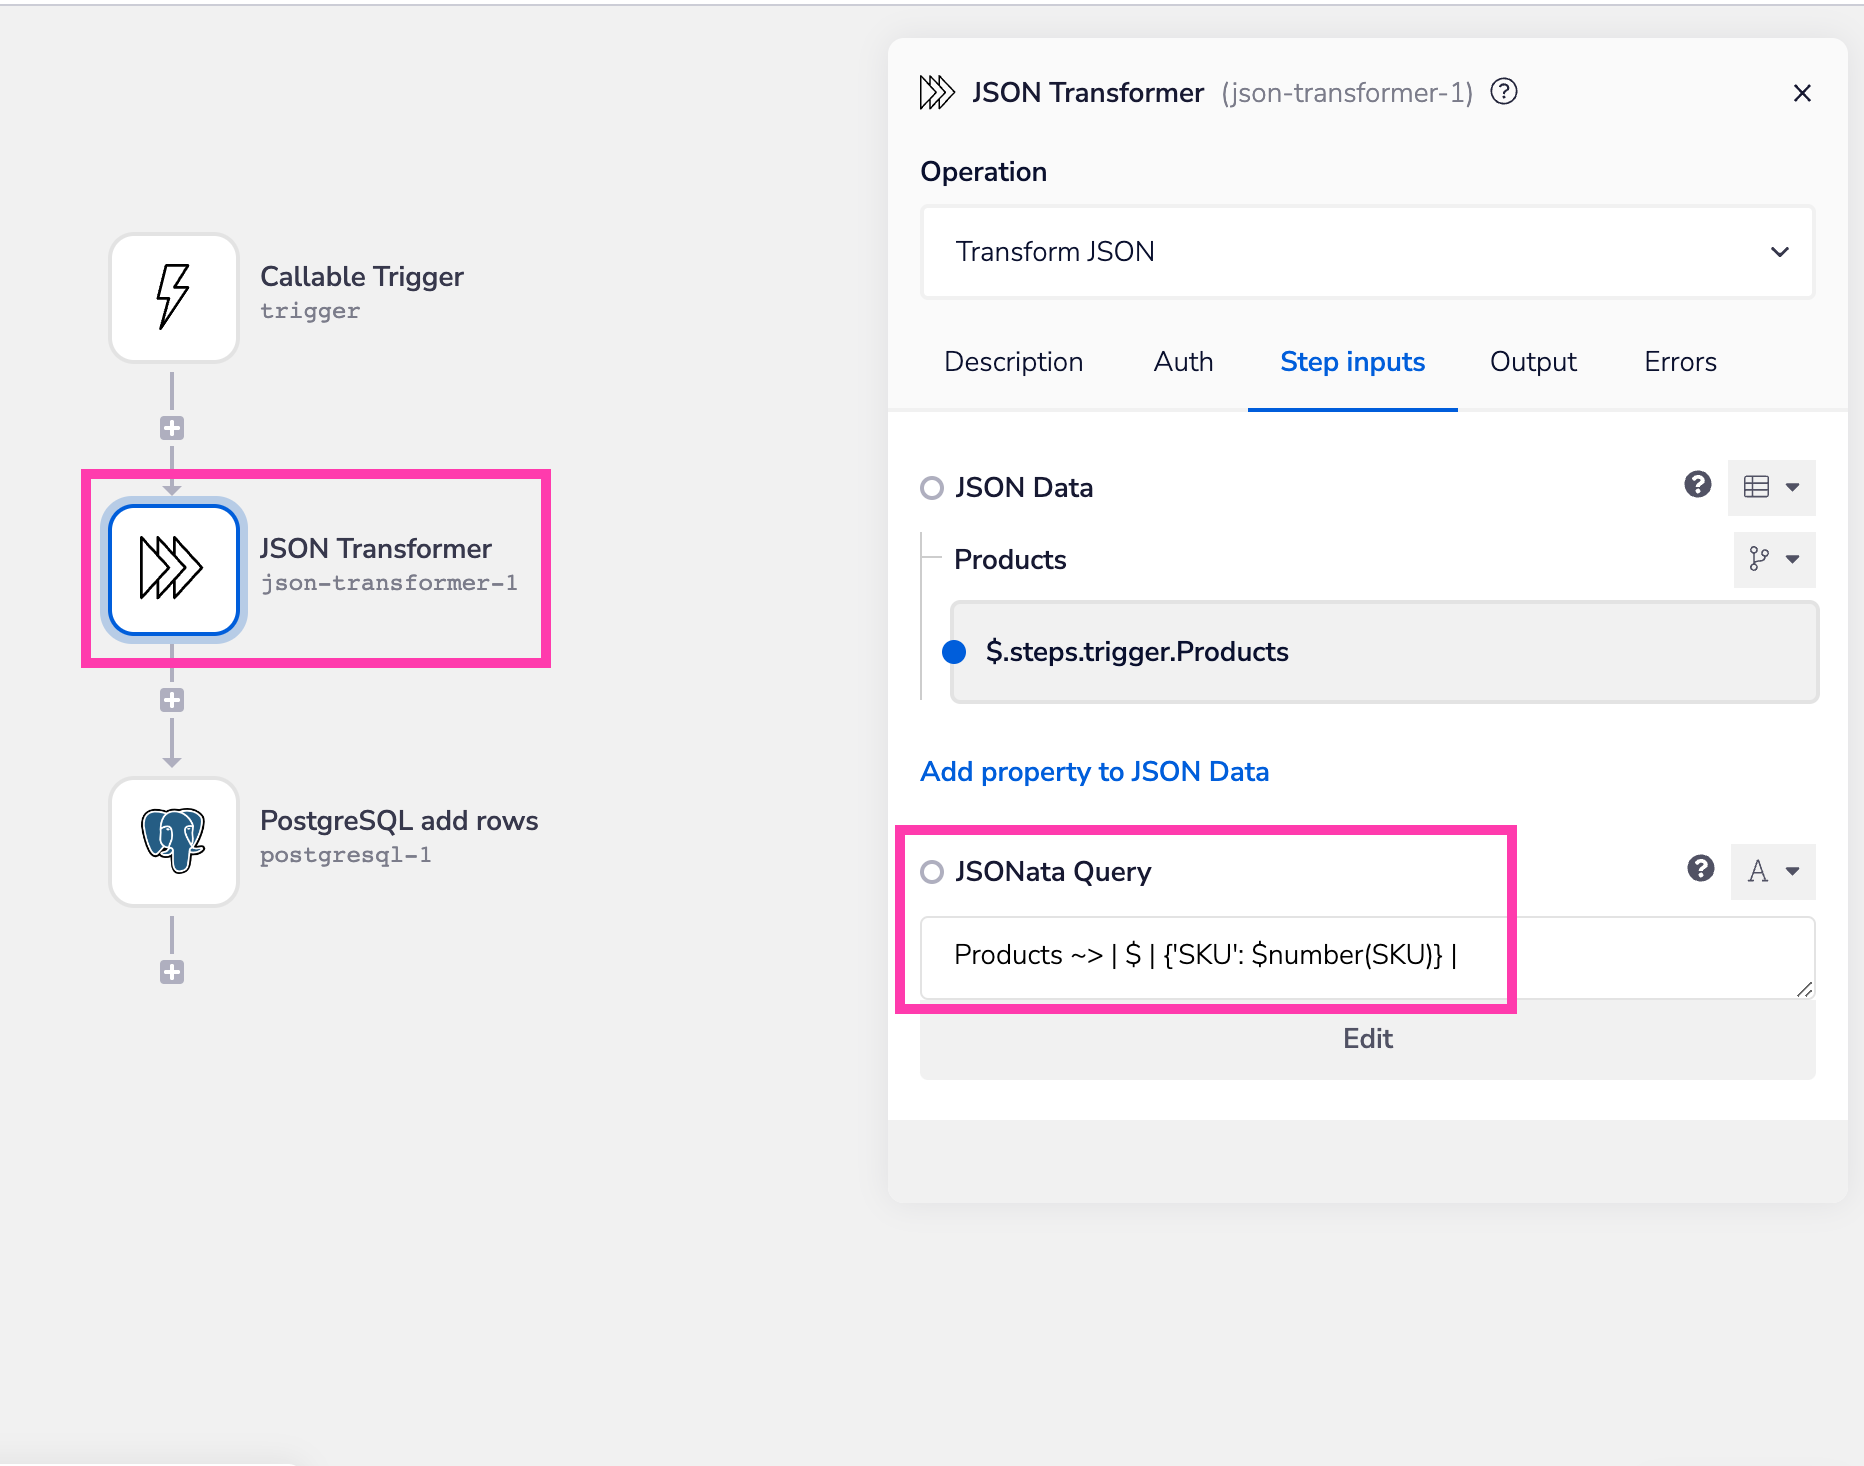 Callable Trigger
trigger
JSON Transformer
json-transformer-1
PostgreSQL add rows
postgresql-1
JSON Transformer (json-transformer-1) ?
Operation
Transform JSON
Description Auth Step inputs Output Errors
JSON Data ?
Products
$.steps.trigger.Products
Add property to JSON Data
JSONata Query ? A
Products ~> | $ | {'SKU': $number(SKU)} |
Edit